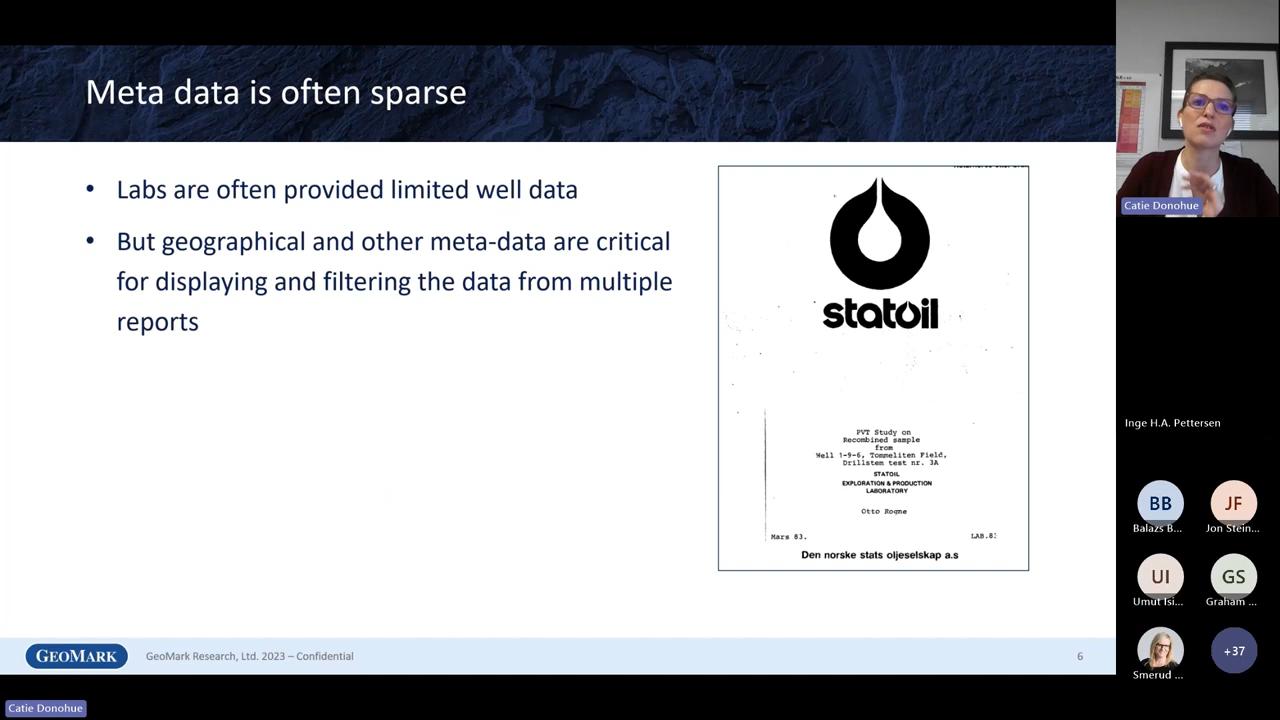 Meta data is often sparse
• Labs are often provided limited well data
• But geographical and other meta-data are critical
for displaying and filtering the data from multiple
reports
statoil
PVT Study on
Recombined sample
from
Well 1-9-6, Tommeliten Field,
Drillstem test nr. 3A
STATOIL
EXPLORATION & PRODUCTION
LABORATORY
Otto Rogne
Mars 83.
LAB.83
Den norske stats oljeselskap a.s
GEOMARK
GeoMark Research, Ltd. 2023 – Confidential
6
Catie Donohue
Catie Donohue
Inge H.A. Pettersen
BB
JF
Balazs B...
Jon Stein...
UI
GS
Umut Isi...
Graham ...
+37
Smerud ...